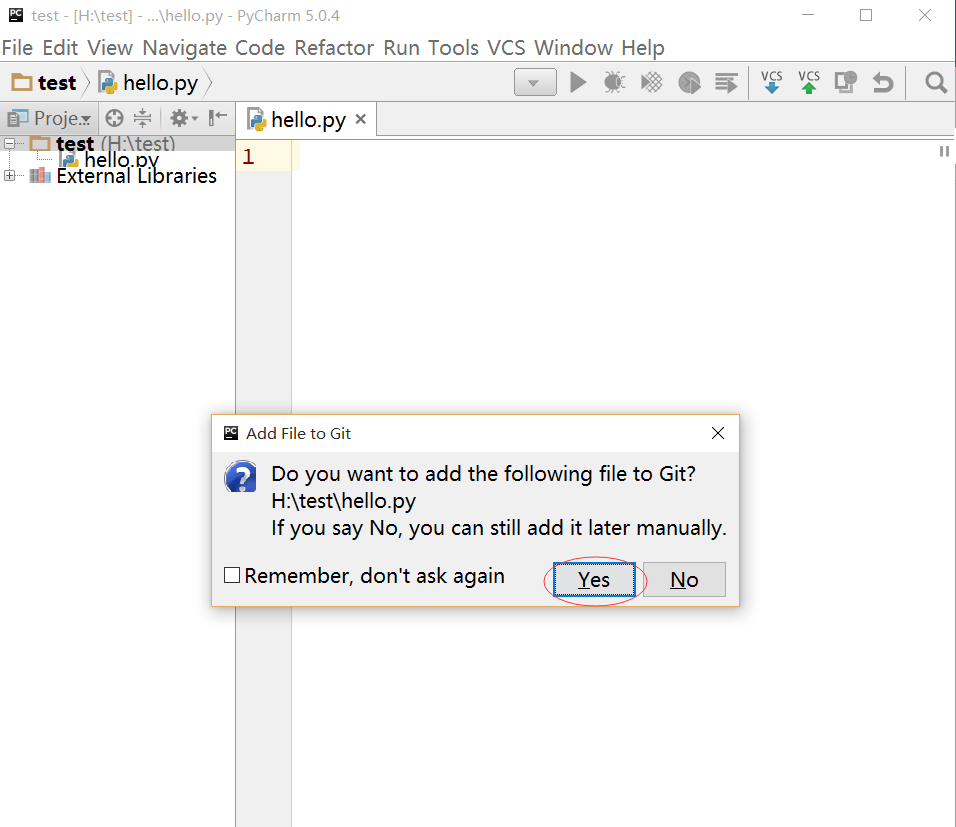 PC test - [H:\test] - ...\hello.py - PyCharm 5.0.4
File Edit View Navigate Code Refactor Run Tools VCS Window Help
test hello.py VCS VCS
Proje... hello.py
test (H:\test)
hello.py
External Libraries
1
PC Add File to Git
Do you want to add the following file to Git?
H:\test\hello.py
If you say No, you can still add it later manually.
Remember, don't ask again Yes No